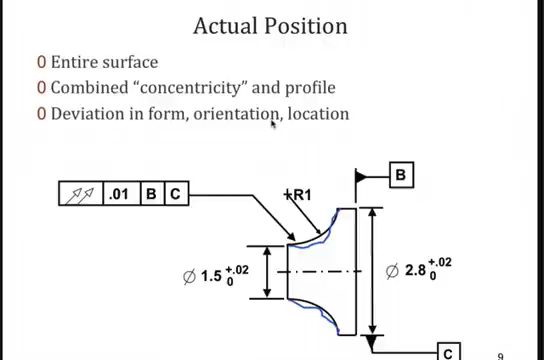 Actual Position
0 Entire surface
0 Combined “concentricity” and profile
0 Deviation in form, orientation, location
B
.01 B C
R1
∅ 1.5 +.02 0
∅ 2.8 +.02 0
C
9